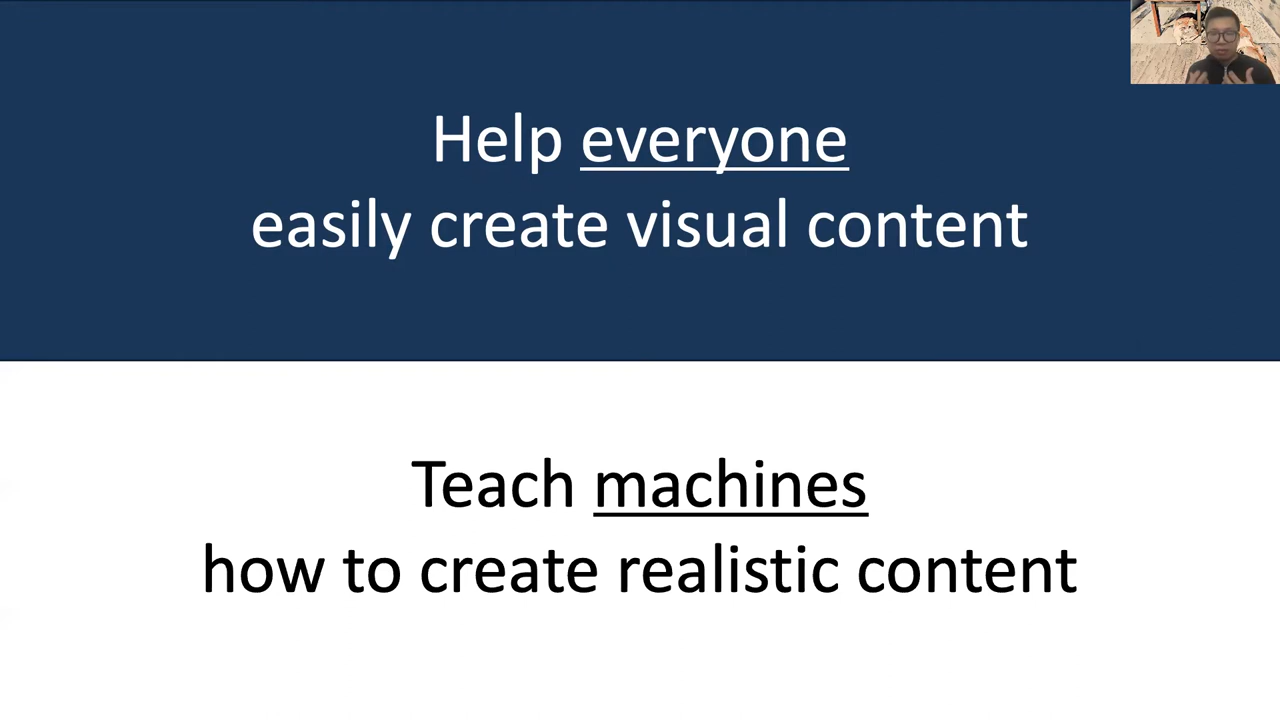 Help everyone
easily create visual content
Teach machines
how to create realistic content